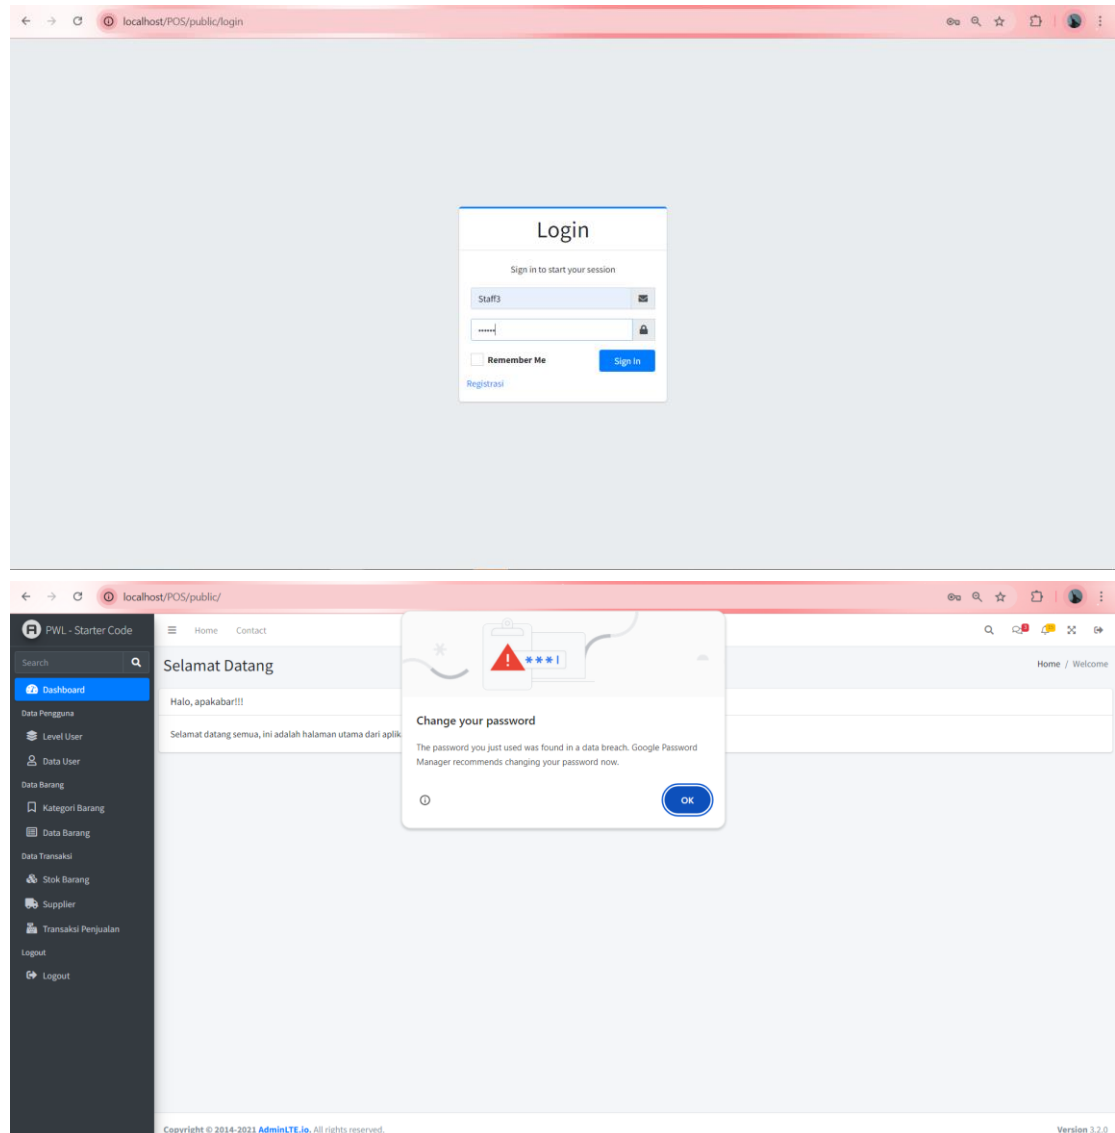 localhost/POS/public/login
Login
Sign in to start your session
Staff3
Remember Me
Sign In
Registrasi
localhost/POS/public/
PWL - Starter Code
Home Contact
Search
Selamat Datang
Home / Welcome
Dashboard
Halo, apakabar!!!
Data Pengguna
Level User
Selamat datang semua, ini adalah halaman utama dari aplik
Data User
Data Barang
Kategori Barang
Data Barang
Data Transaksi
Stok Barang
Supplier
Transaksi Penjualan
Logout
Logout
***
Change your password
The password you just used was found in a data breach. Google Password
Manager recommends changing your password now.
OK
Copyright © 2014-2021 AdminLTE.io. All rights reserved.
Version 3.2.0